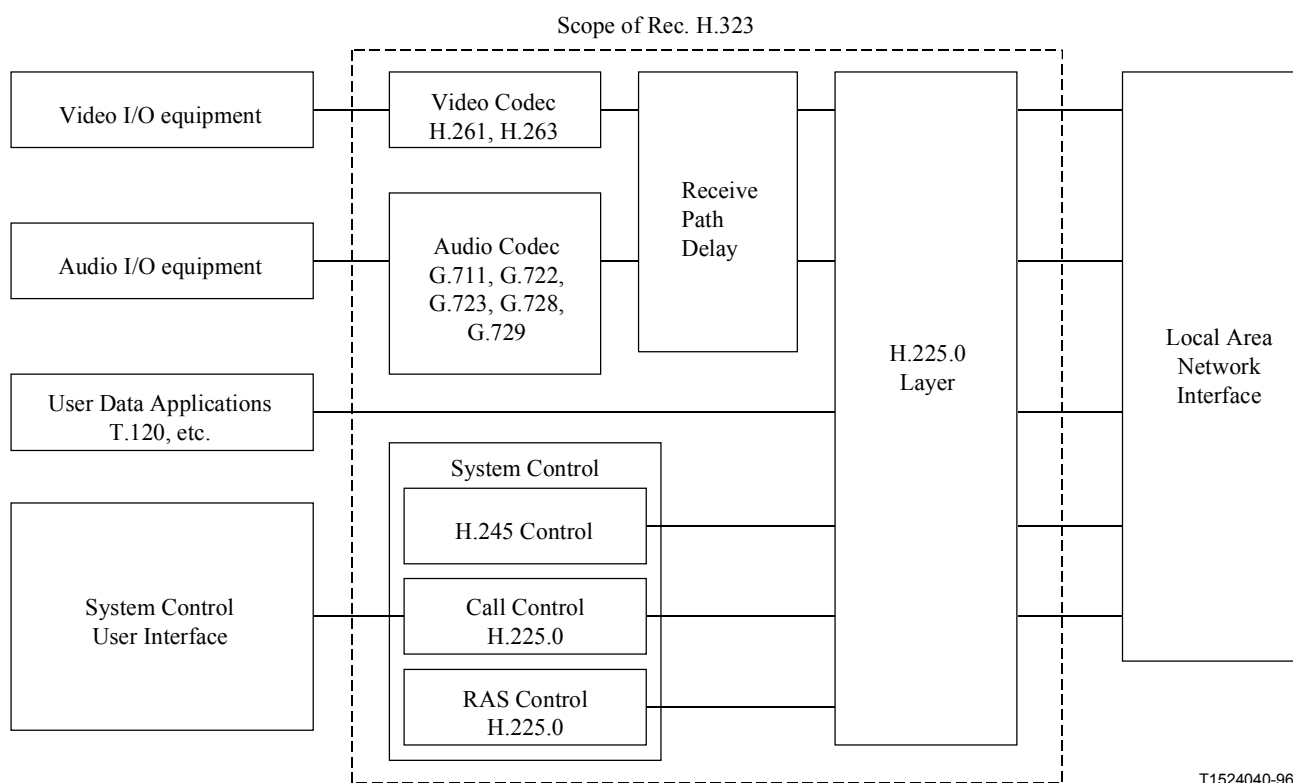 Scope of Rec. H.323
Video I/O equipment
Video Codec
H.261, H.263
Receive
Path
Delay
Audio I/O equipment
Audio Codec
G.711, G.722,
G.723, G.728,
G.729
H.225.0
Layer
Local Area
Network
Interface
User Data Applications
T.120, etc.
System Control
H.245 Control
System Control
User Interface
Call Control
H.225.0
RAS Control
H.225.0
T1524040-96